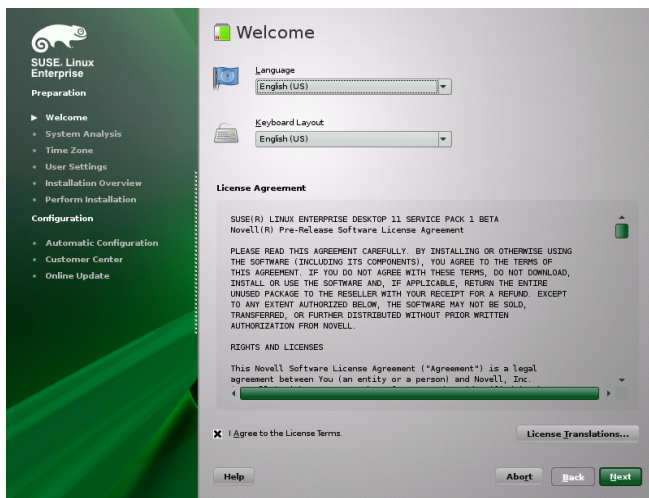 SUSE. Linux
Enterprise
Preparation
Welcome
System Analysis
Time Zone
User Settings
Installation Overview
Perform Installation
Configuration
Automatic Configuration
Customer Center
Online Update
Welcome
Language
English (US)
Keyboard Layout
English (US)
License Agreement
SUSE(R) LINUX ENTERPRISE DESKTOP 11 SERVICE PACK 1 BETA
Novell(R) Pre-Release Software License Agreement
PLEASE READ THIS AGREEMENT CAREFULLY. BY INSTALLING OR OTHERWISE USING
THE SOFTWARE (INCLUDING ITS COMPONENTS), YOU AGREE TO THE TERMS OF
THIS AGREEMENT. IF YOU DO NOT AGREE WITH THESE TERMS, DO NOT DOWNLOAD,
INSTALL OR USE THE SOFTWARE AND, IF APPLICABLE, RETURN THE ENTIRE
UNUSED PACKAGE TO THE RESELLER WITH YOUR RECEIPT FOR A REFUND. EXCEPT
TO ANY EXTENT AUTHORIZED BELOW, THE SOFTWARE MAY NOT BE SOLD,
TRANSFERRED, OR FURTHER DISTRIBUTED WITHOUT PRIOR WRITTEN
AUTHORIZATION FROM NOVELL.
RIGHTS AND LICENSES
This Novell Software License Agreement ("Agreement") is a legal
agreement between You (an entity or a person) and Novell, Inc.
I Agree to the License Terms.
License Translations...
Help
Abort
Back
Next